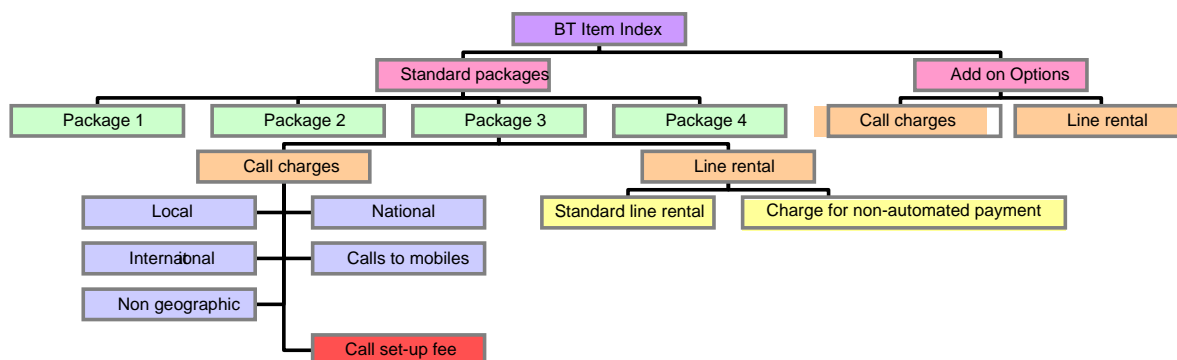 BT Item Index
Standard packages
Add on Options
Package 1
Package 2
Package 3
Package 4
Call charges
Line rental
Call charges
Line rental
Local
National
Standard line rental
Charge for non-automated payment
International
Calls to mobiles
Non geographic
Call set-up fee